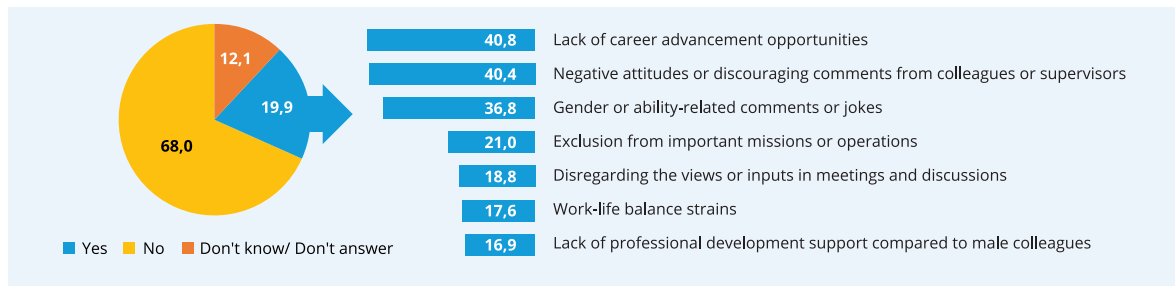 12,1
19,9
68,0
Yes No Don't know/ Don't answer
40,8 Lack of career advancement opportunities
40,4 Negative attitudes or discouraging comments from colleagues or supervisors
36,8 Gender or ability-related comments or jokes
21,0 Exclusion from important missions or operations
18,8 Disregarding the views or inputs in meetings and discussions
17,6 Work-life balance strains
16,9 Lack of professional development support compared to male colleagues